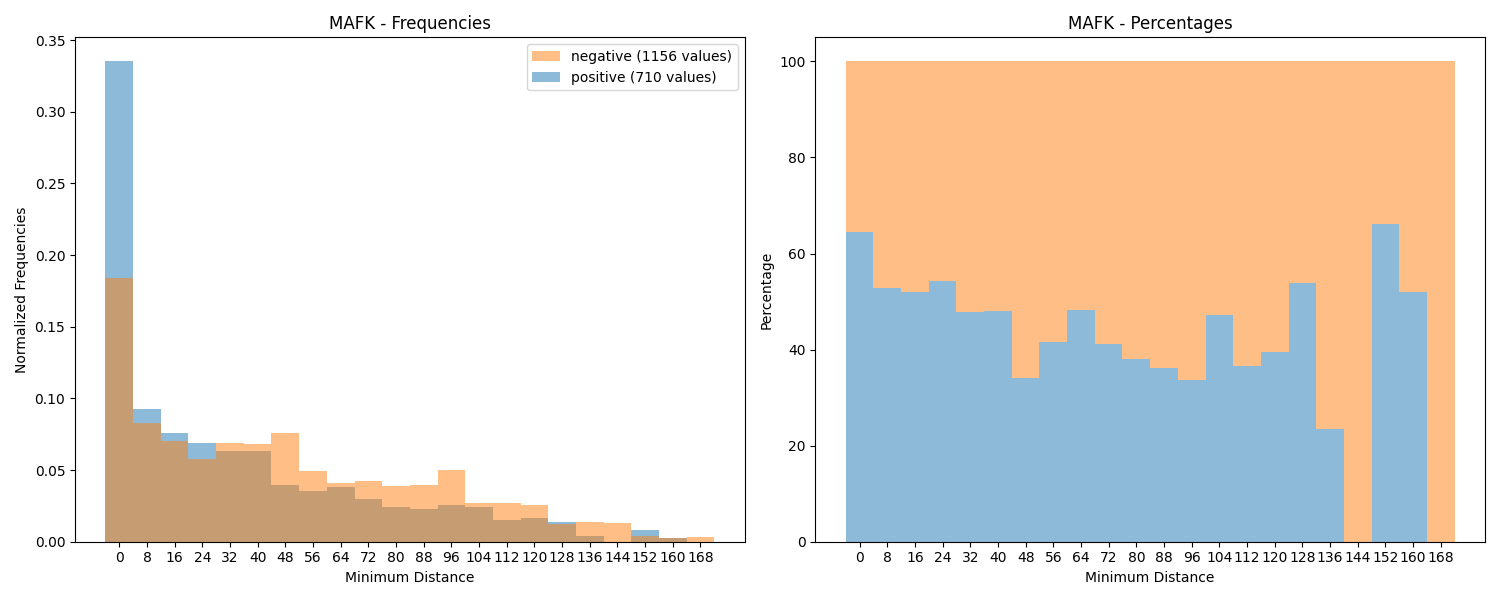 MAFK - Frequencies
0.35
0.30
0.25
0.20
0.15
0.10
0.05
0.00
Normalized Frequencies
negative (1156 values)
positive (710 values)
0 8 16 24 32 40 48 56 64 72 80 88 96 104 112 120 128 136 144 152 160 168
Minimum Distance
MAFK - Percentages
100
80
60
40
20
0
Percentage
0 8 16 24 32 40 48 56 64 72 80 88 96 104 112 120 128 136 144 152 160 168
Minimum Distance